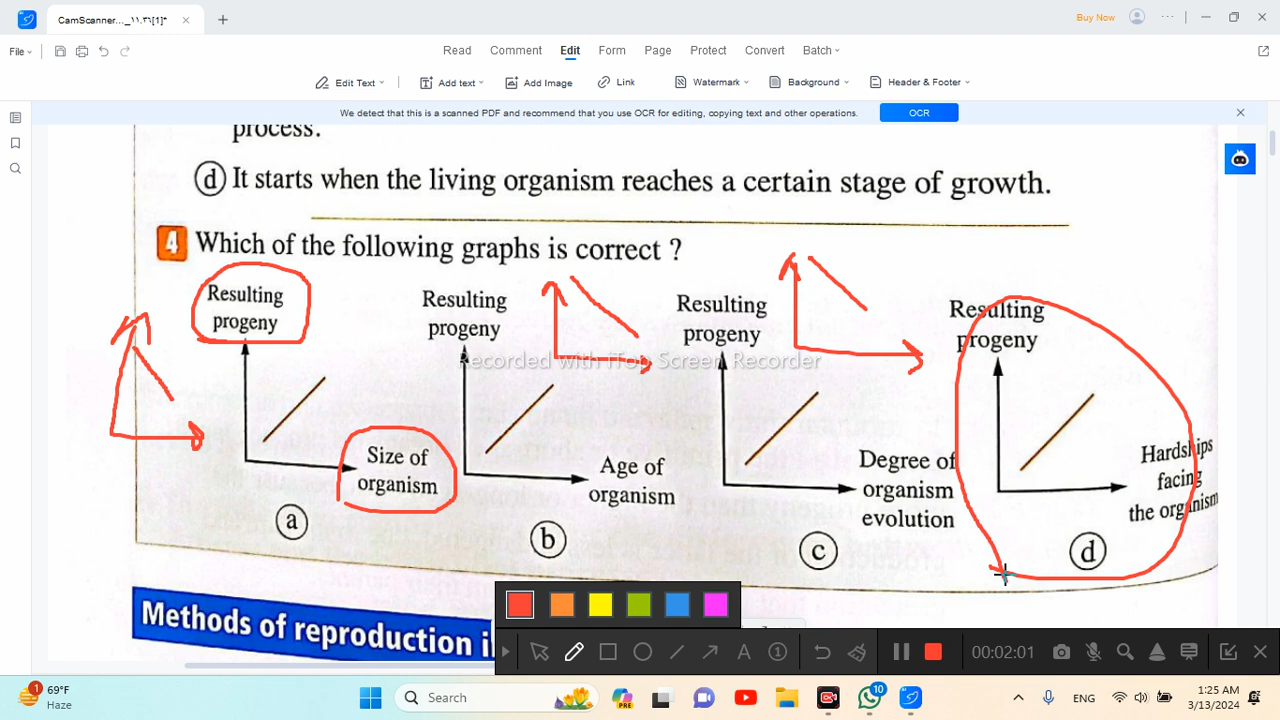 CamScanner..._
Buy Now
File
Read Comment Edit Form Page Protect Convert Batch
Edit Text Add text Add Image Link Watermark Background Header & Footer
We detect that this is a scanned PDF and recommend that you use OCR for editing, copying text and other operations.
OCR
process.
d It starts when the living organism reaches a certain stage of growth.
4 Which of the following graphs is correct ?
Resulting
progeny
Size of
organism
a
Resulting
progeny
Age of
organism
b
Resulting
progeny
Degree of
organism
evolution
c
Resulting
progeny
Hardships
facing
the organism
d
Recorded with iTop Screen Recorder
Methods of reproduction i
00:02:01
1
69°F
Haze
Search
PRE
10
ENG
1:25 AM
3/13/2024